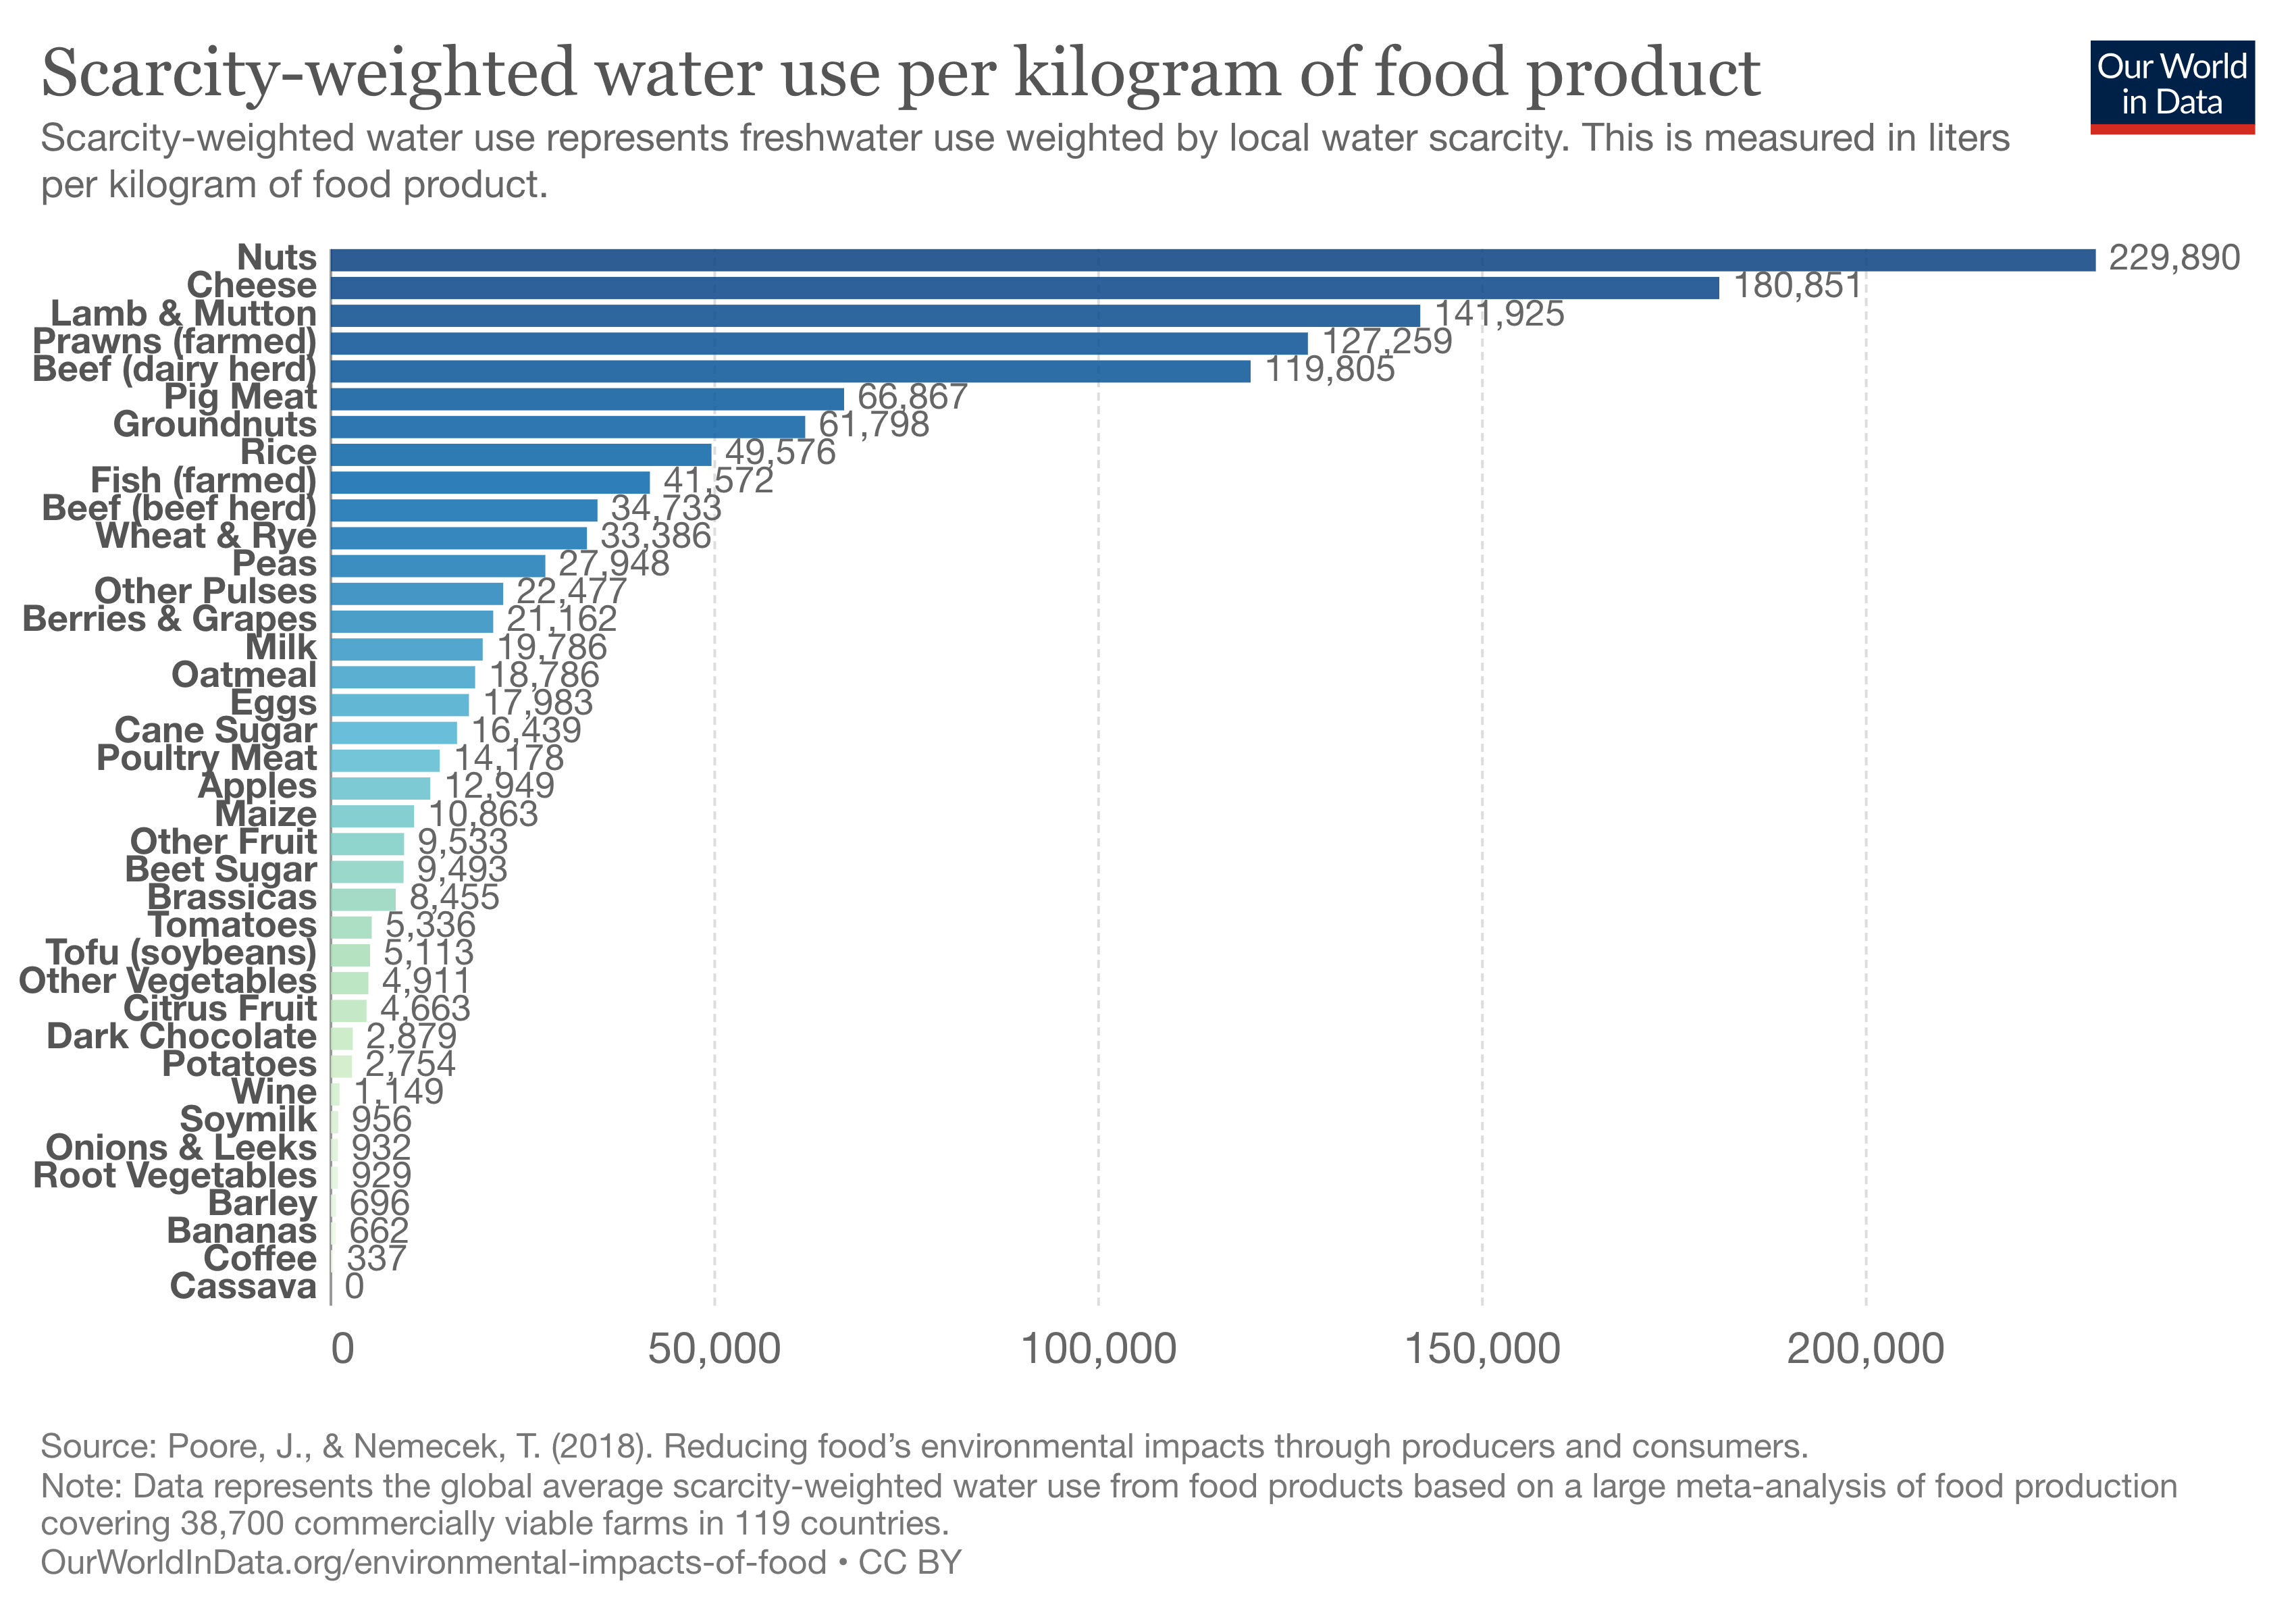 Scarcity-weighted water use per kilogram of food product
Our World
in Data
Scarcity-weighted water use represents freshwater use weighted by local water scarcity. This is measured in liters
per kilogram of food product.
Nuts 229,890
Cheese 180,851
Lamb & Mutton 141,925
Prawns (farmed) 127,259
Beef (dairy herd) 119,805
Pig Meat 66,867
Groundnuts 61,798
Rice 49,576
Fish (farmed) 41,572
Beef (beef herd) 34,733
Wheat & Rye 33,386
Peas 27,948
Other Pulses 22,477
Berries & Grapes 21,162
Milk 19,786
Oatmeal 18,786
Eggs 17,983
Cane Sugar 16,439
Poultry Meat 14,178
Apples 12,949
Maize 10,863
Other Fruit 9,533
Beet Sugar 9,493
Brassicas 8,455
Tomatoes 5,336
Tofu (soybeans) 5,113
Other Vegetables 4,911
Citrus Fruit 4,663
Dark Chocolate 2,879
Potatoes 2,754
Wine 1,149
Soymilk 956
Onions & Leeks 932
Root Vegetables 929
Barley 696
Bananas 662
Coffee 337
Cassava 0
0 50,000 100,000 150,000 200,000
Source: Poore, J., & Nemecek, T. (2018). Reducing food’s environmental impacts through producers and consumers.
Note: Data represents the global average scarcity-weighted water use from food products based on a large meta-analysis of food production
covering 38,700 commercially viable farms in 119 countries.
OurWorldInData.org/environmental-impacts-of-food • CC BY